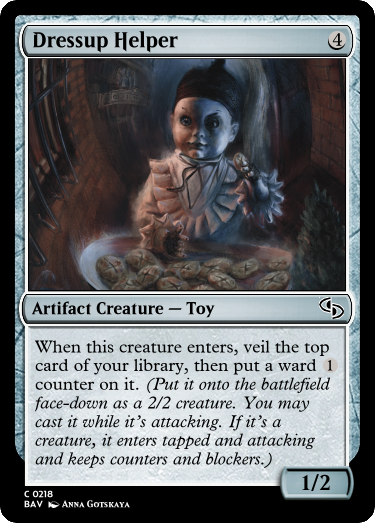 Dressup Helper 4
Artifact Creature — Toy
When this creature enters, veil the top
card of your library, then put a ward 1
counter on it. (Put it onto the battlefield
face-down as a 2/2 creature. You may
cast it while it's attacking. If it's a
creature, it enters tapped and attacking
and keeps counters and blockers.)
1/2
C 0218
BAV Anna Gotskaya